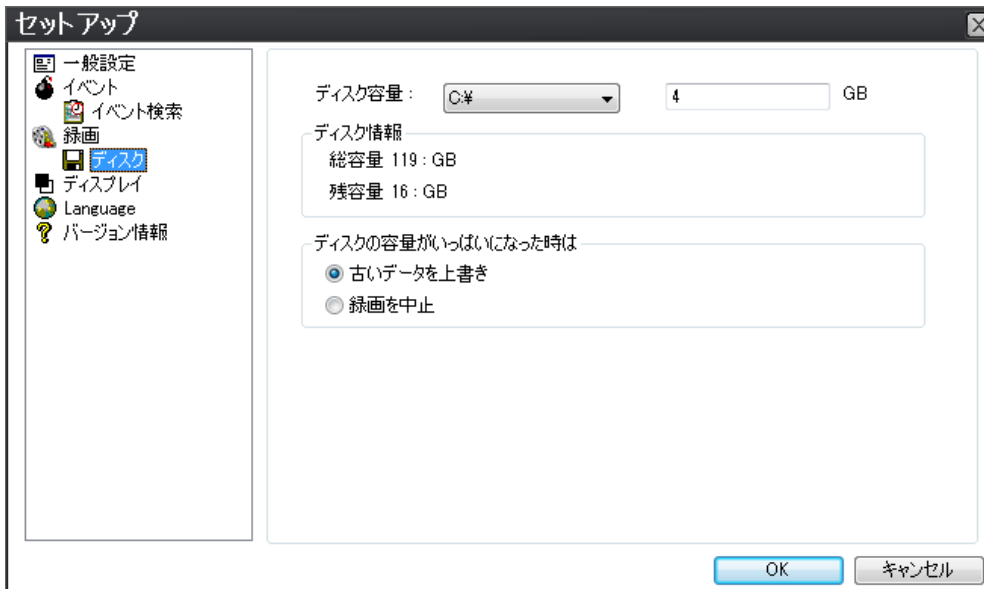 セットアップ
一般設定
イベント
イベント検索
録画
ディスク
ディスプレイ
Language
バージョン情報
ディスク容量 : C:¥ 4 GB
ディスク情報
総容量 119 : GB
残容量 16 : GB
ディスクの容量がいっぱいになった時は
古いデータを上書き
録画を中止
OK キャンセル